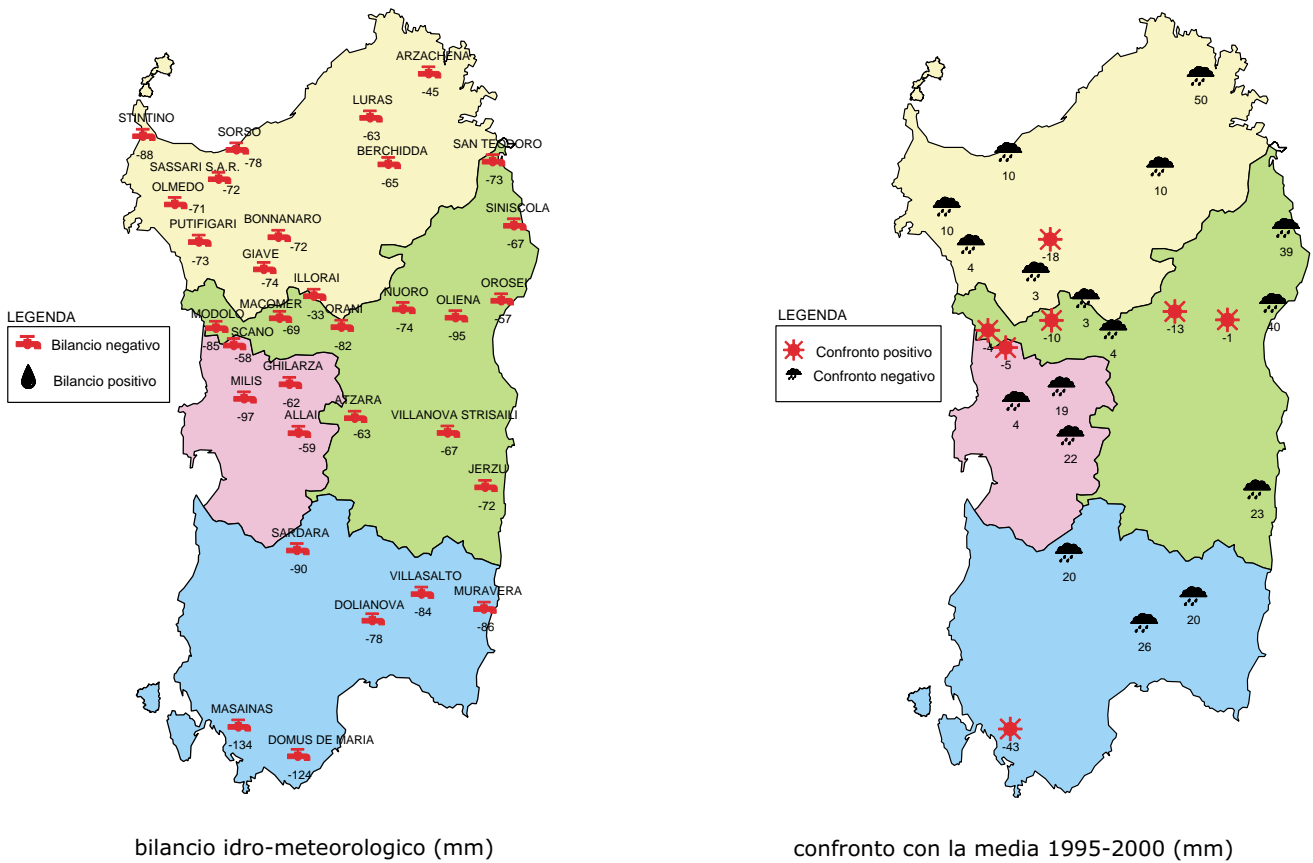 ARZACHENA
-45
LURAS
-63
STINTINO
-88
SORSO
-78
BERCHIDDA
-65
SAN TEODORO
-73
SASSARI S.A.R.
-72
OLMEDO
-71
SINISCOLA
-67
PUTIFIGARI
-73
BONNANARO
-72
GIAVE
-74
ILLORAI
-33
NUORO
-74
OLIENA
-95
OROSEI
-57
MACOMER
-69
ORANI
-82
MODOLO
-85
SCANO
-58
GHILARZA
-62
MILIS
-97
ATZARA
-63
ALLAI
-59
VILLANOVA STRISAILI
-67
JERZU
-72
SARDARA
-90
VILLASALTO
-84
MURAVERA
-86
DOLIANOVA
-78
MASAINAS
-134
DOMUS DE MARIA
-124
LEGENDA
Bilancio negativo
Bilancio positivo
bilancio idro-meteorologico (mm)
50
10
10
10
39
4
-18
3
3
-13
-1
40
-4
-5
-10
4
19
4
22
23
20
20
26
-43
LEGENDA
Confronto positivo
Confronto negativo
confronto con la media 1995-2000 (mm)